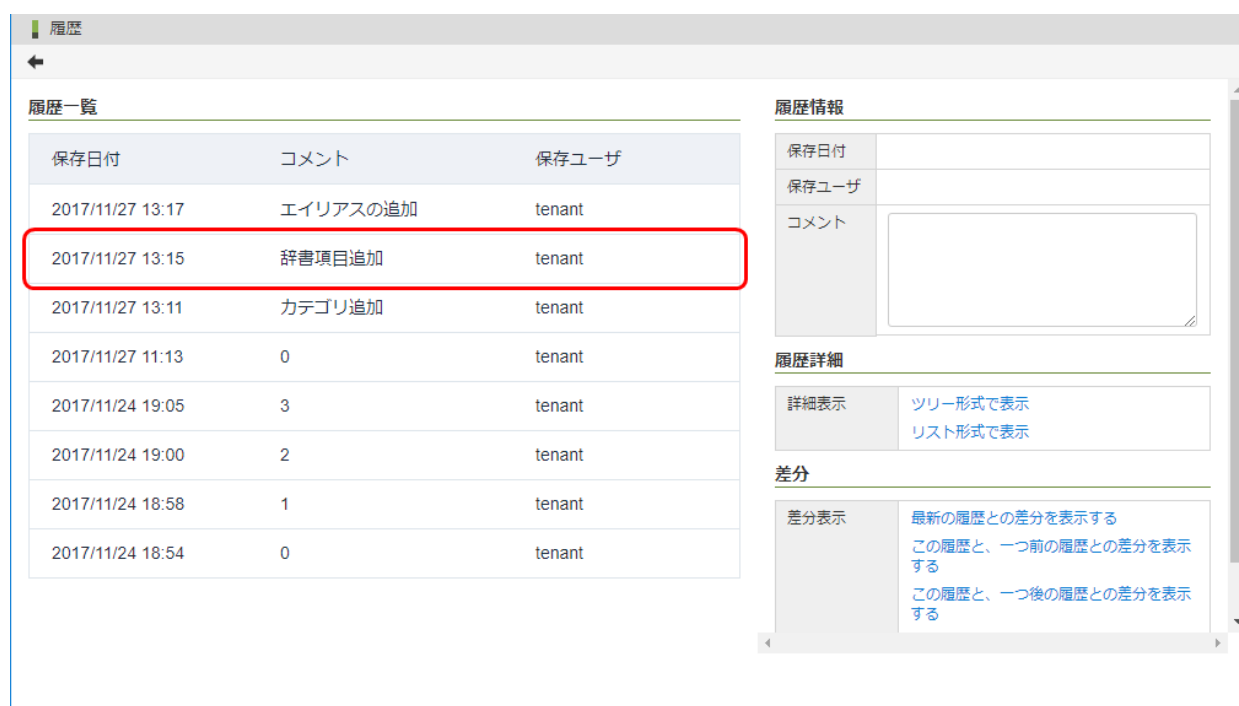 履歴
履歴一覧
保存日付 コメント 保存ユーザ
2017/11/27 13:17 エイリアスの追加 tenant
2017/11/27 13:15 辞書項目追加 tenant
2017/11/27 13:11 カテゴリ追加 tenant
2017/11/27 11:13 0 tenant
2017/11/24 19:05 3 tenant
2017/11/24 19:00 2 tenant
2017/11/24 18:58 1 tenant
2017/11/24 18:54 0 tenant
履歴情報
保存日付
保存ユーザ
コメント
履歴詳細
詳細表示 ツリー形式で表示
リスト形式で表示
差分
差分表示 最新の履歴との差分を表示する
この履歴と、一つ前の履歴との差分を表示
する
この履歴と、一つ後の履歴との差分を表示
する